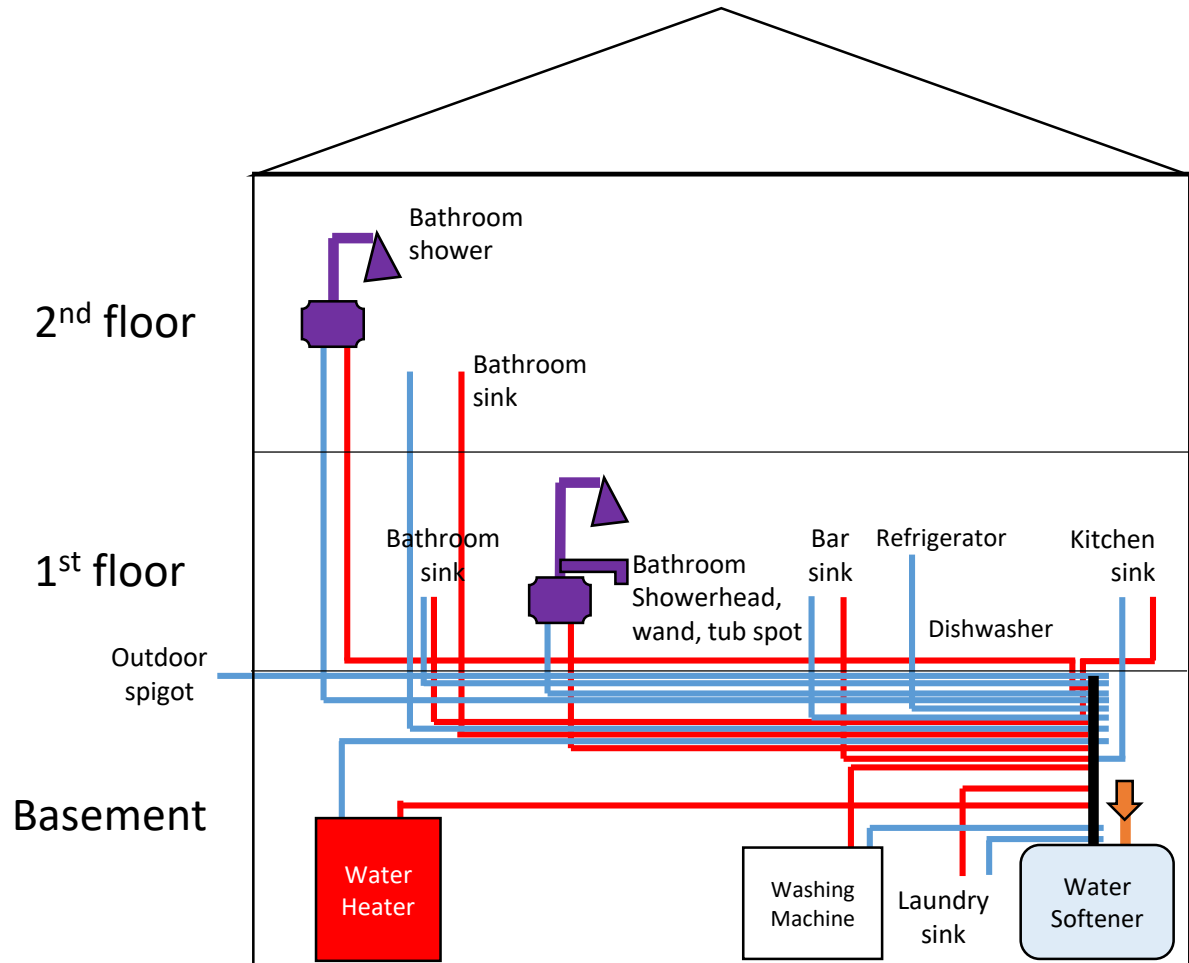 Bathroom
shower
2nd floor
Bathroom
sink
1st floor
Bathroom
sink
Bathroom
Showerhead,
wand, tub spot
Bar
sink
Refrigerator
Kitchen
sink
Dishwasher
Outdoor
spigot
Basement
Water
Heater
Washing
Machine
Laundry
sink
Water
Softener